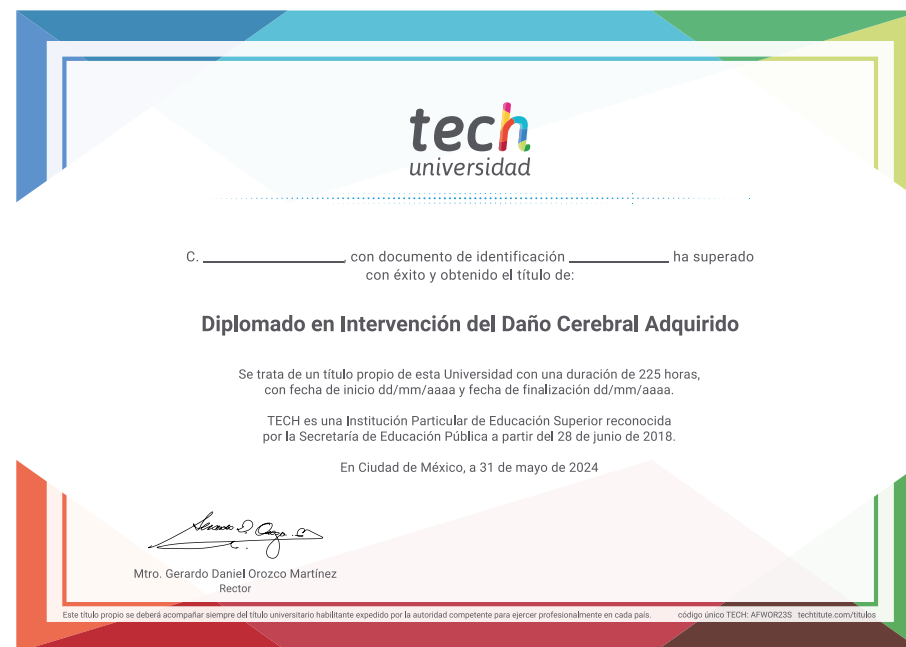 tech
universidad
C. ____________, con documento de identificación ____________ ha superado
con éxito y obtenido el título de:
Diplomado en Intervención del Daño Cerebral Adquirido
Se trata de un título propio de esta Universidad con una duración de 225 horas,
con fecha de inicio dd/mm/aaaa y fecha de finalización dd/mm/aaaa.
TECH es una Institución Particular de Educación Superior reconocida
por la Secretaría de Educación Pública a partir del 28 de junio de 2018.
En Ciudad de México, a 31 de mayo de 2024
Mtro. Gerardo Daniel Orozco Martínez
Rector
Este título propio se deberá acompañar siempre del título universitario habilitante expedido por la autoridad competente para ejercer profesionalmente en cada país. código único TECH: AFWOR23S techtitute.com/titulos